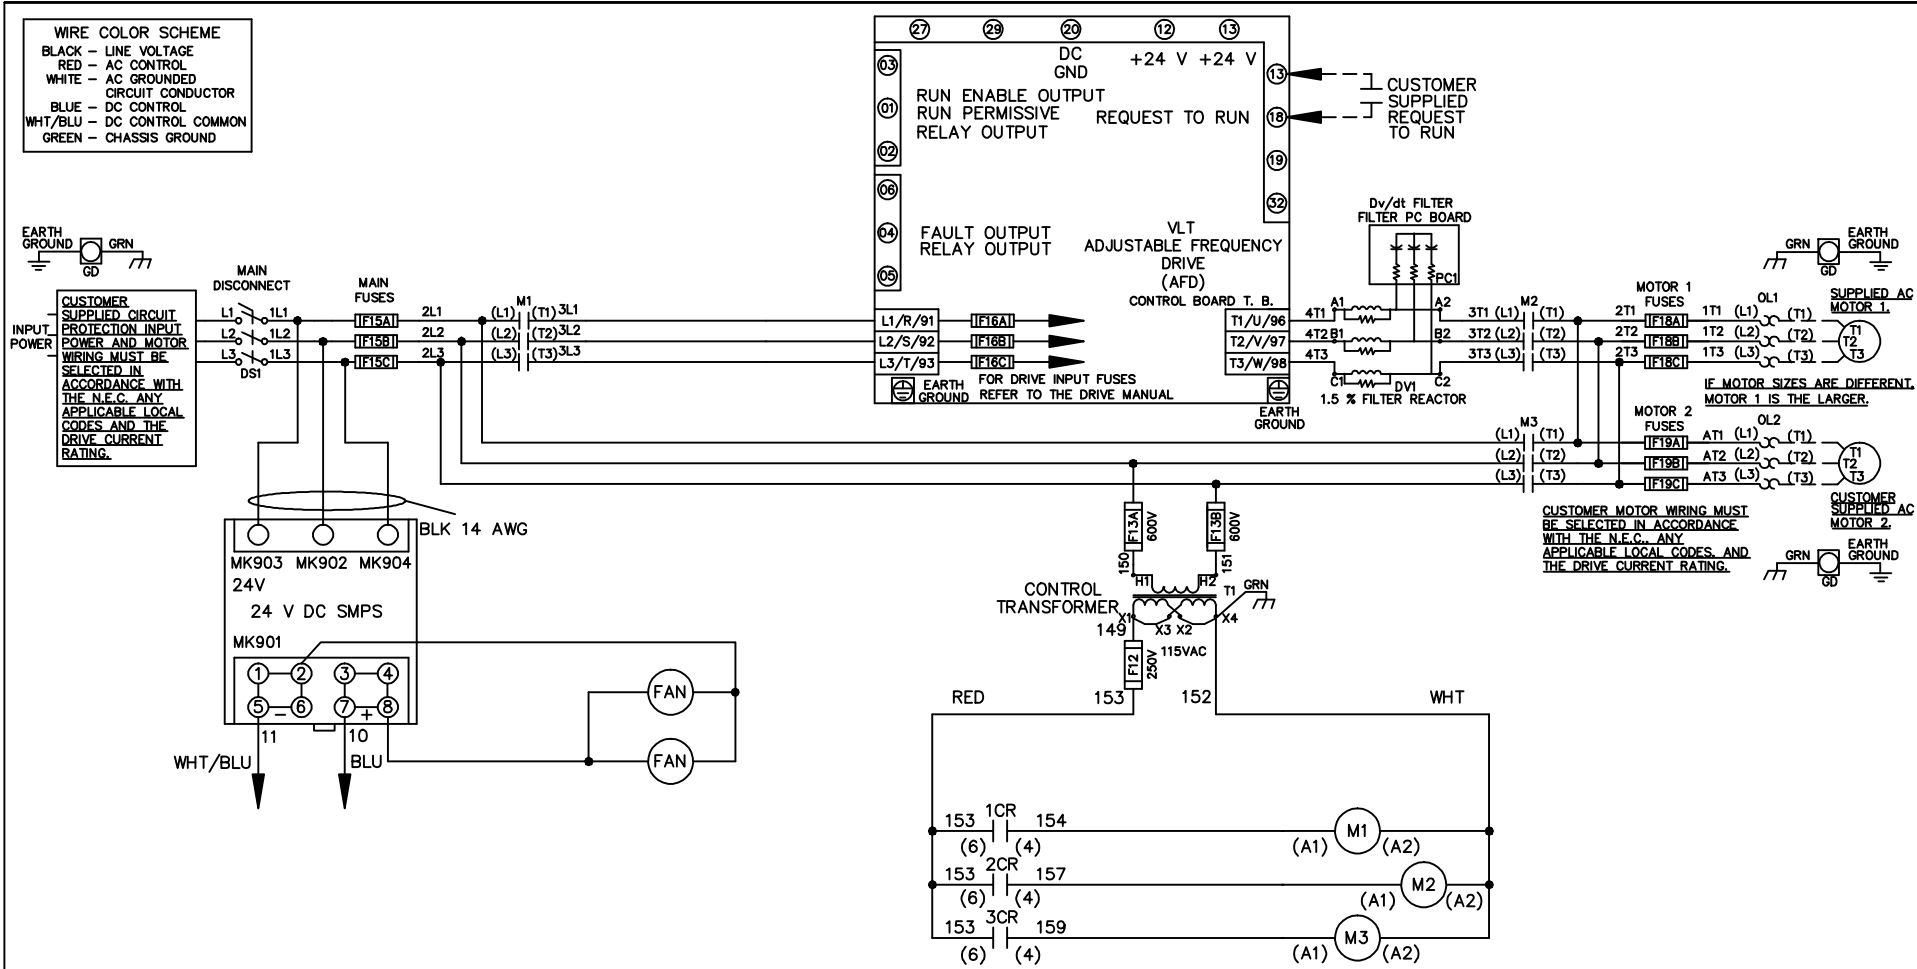 WIRE COLOR SCHEME
BLACK – LINE VOLTAGE
RED – AC CONTROL
WHITE – AC GROUNDED
CIRCUIT CONDUCTOR
BLUE – DC CONTROL
WHT/BLU – DC CONTROL COMMON
GREEN – CHASSIS GROUND
27 29 20 12 13
DC
GND
+24 V +24 V
03
01
02
RUN ENABLE OUTPUT
RUN PERMISSIVE
RELAY OUTPUT
REQUEST TO RUN
13
18
19
32
CUSTOMER
SUPPLIED
REQUEST
TO RUN
06
04
05
FAULT OUTPUT
RELAY OUTPUT
VLT
ADJUSTABLE FREQUENCY
DRIVE
(AFD)
CONTROL BOARD T. B.
L1/R/91 F16A T1/U/96
L2/S/92 F16B T2/V/97
L3/T/93 F16C T3/W/98
EARTH
GROUND
FOR DRIVE INPUT FUSES
REFER TO THE DRIVE MANUAL
EARTH
GROUND
EARTH
GROUND
GRN
GD
INPUT
POWER
CUSTOMER
SUPPLIED CIRCUIT
PROTECTION INPUT
POWER AND MOTOR
WIRING MUST BE
SELECTED IN
ACCORDANCE WITH
THE N.E.C. ANY
APPLICABLE LOCAL
CODES AND THE
DRIVE CURRENT
RATING.
MAIN
DISCONNECT
L1 1L1
L2 1L2
L3 1L3
DS1
MAIN
FUSES
F15A 2L1
F15B 2L2
F15C 2L3
M1
(L1) (T1) 3L1
(L2) (T2) 3L2
(L3) (T3) 3L3
Dv/dt FILTER
FILTER PC BOARD
PC1
4T1 A1 A2
4T2 B1 B2
4T3 C1 C2
DV1
1.5 % FILTER REACTOR
M2
3T1 (L1) (T1)
3T2 (L2) (T2)
3T3 (L3) (T3)
MOTOR 1
FUSES
2T1 F18A 1T1 (L1) OL1 (T1)
2T2 F18B 1T2 (L2) (T2)
2T3 F18C 1T3 (L3) (T3)
GRN
GD
EARTH
GROUND
SUPPLIED AC
MOTOR 1.
T1
T2
T3
IF MOTOR SIZES ARE DIFFERENT,
MOTOR 1 IS THE LARGER.
M3
(L1) (T1)
(L2) (T2)
(L3) (T3)
MOTOR 2
FUSES
F19A AT1 (L1) OL2 (T1)
F19B AT2 (L2) (T2)
F19C AT3 (L3) (T3)
T1
T2
T3
CUSTOMER
SUPPLIED AC
MOTOR 2.
CUSTOMER MOTOR WIRING MUST
BE SELECTED IN ACCORDANCE
WITH THE N.E.C., ANY
APPLICABLE LOCAL CODES, AND
THE DRIVE CURRENT RATING.
GRN
GD
EARTH
GROUND
BLK 14 AWG
MK903 MK902 MK904
24V
24 V DC SMPS
MK901
1 2 3 4
5 – 6 7 + 8
11 10
WHT/BLU BLU
FAN
FAN
F13A 600V
F13B 600V
150 151
H1 H2
CONTROL
TRANSFORMER
T1
GRN
X1 X3 X2 X4
149
115VAC
F12 250V
RED 153 152 WHT
153 1CR 154
(6) (4)
(A1) M1 (A2)
153 2CR 157
(6) (4)
(A1) M2 (A2)
153 3CR 159
(6) (4)
(A1) M3 (A2)